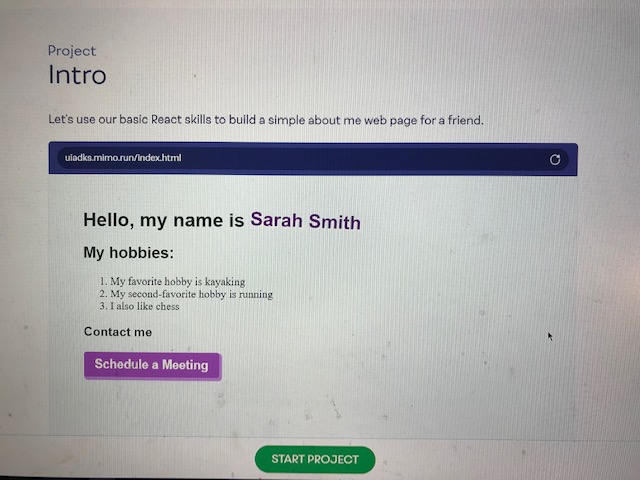 Project
Intro
Let's use our basic React skills to build a simple about me web page for a friend.
uiadks.mimo.run/index.html
Hello, my name is Sarah Smith
My hobbies:
1. My favorite hobby is kayaking
2. My second-favorite hobby is running
3. I also like chess
Contact me
Schedule a Meeting
START PROJECT